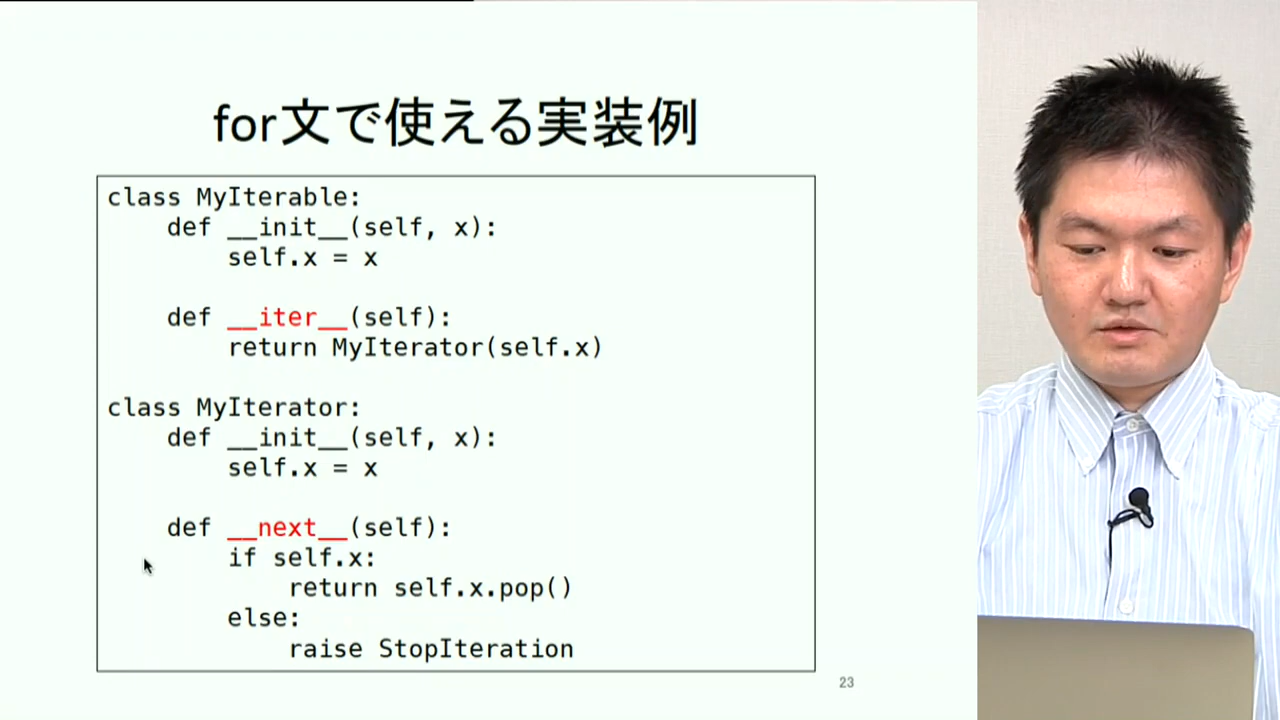 for文で使える実装例
class MyIterable:
    def __init__(self, x):
        self.x = x
    def __iter__(self):
        return MyIterator(self.x)
class MyIterator:
    def __init__(self, x):
        self.x = x
    def __next__(self):
        if self.x:
            return self.x.pop()
        else:
            raise StopIteration
23